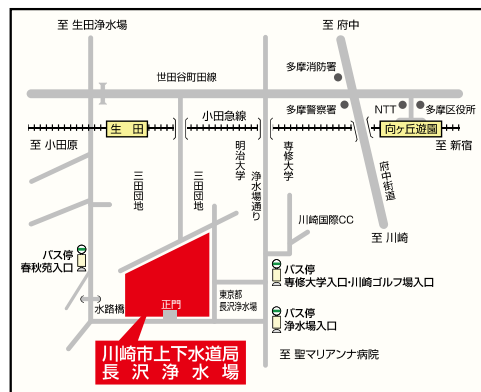 至 生田浄水場
至 府中
多摩消防署
世田谷町田線
多摩警察署
NTT
多摩区役所
小田急線
生 田
向ヶ丘遊園
至 小田原
至 新宿
三田団地
三田団地
明治大学
浄水場通り
専修大学
府中街道
川崎国際CC
至 川崎
バス停
春秋苑入口
バス停
専修大学入口・川崎ゴルフ場入口
水路橋
正門
東京都
長沢浄水場
バス停
浄水場入口
川崎市上下水道局
長沢浄水場
至 聖マリアンナ病院